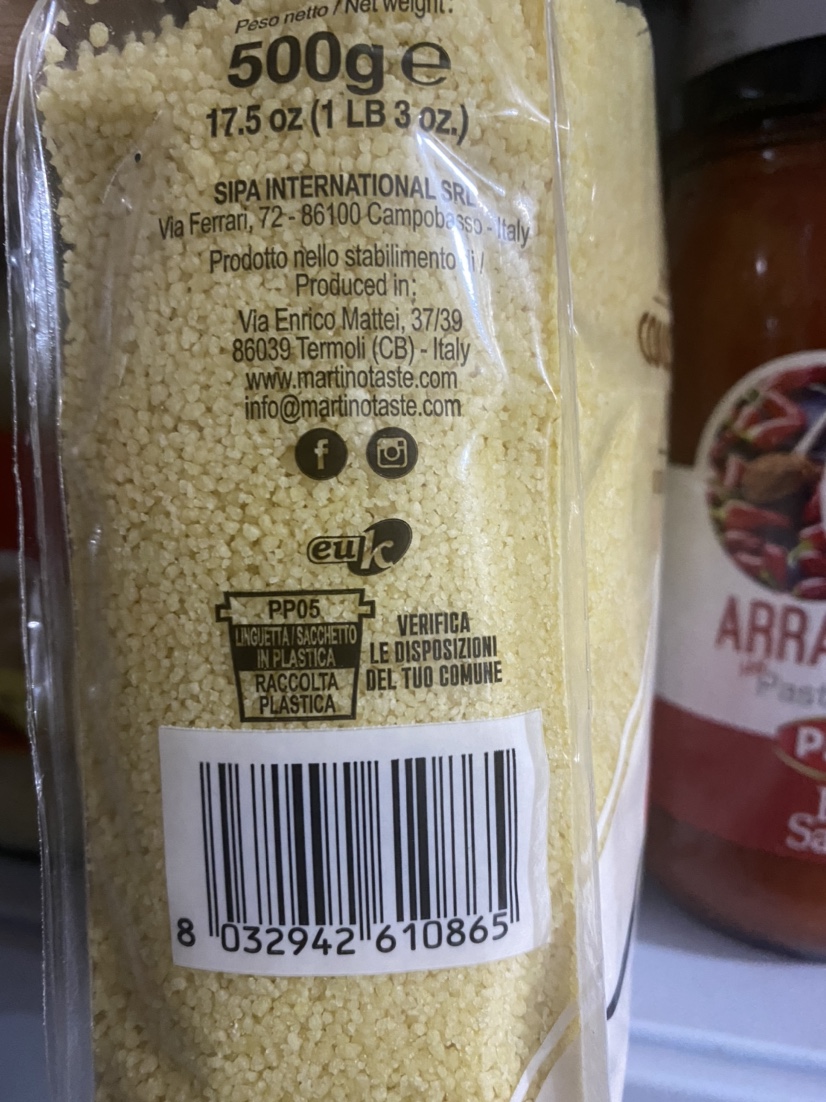 Peso netto / Net weight:
500g e
17.5 oz (1 LB 3 oz.)
SIPA INTERNATIONAL SRL
Via Ferrari, 72 - 86100 Campobasso - Italy
Prodotto nello stabilimento di /
Produced in:
Via Enrico Mattei, 37/39
86039 Termoli (CB) - Italy
www.martinotaste.com
info@martinotaste.com
f
euk
PP05
LINGUETTA / SACCHETTO
IN PLASTICA
RACCOLTA
PLASTICA
VERIFICA
LE DISPOSIZIONI
DEL TUO COMUNE
8 032942 610865
COU
ARRA
Past